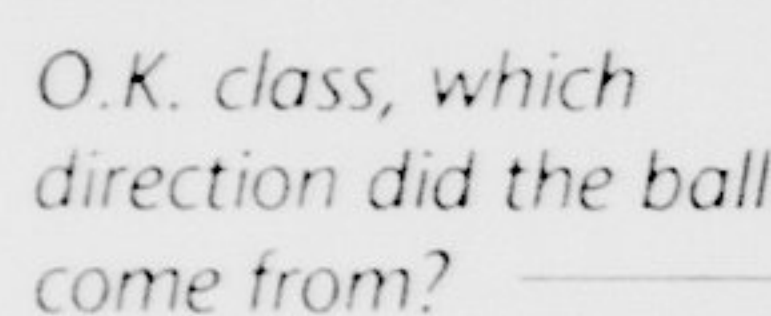 O.K. class, which
direction did the ball
come from?